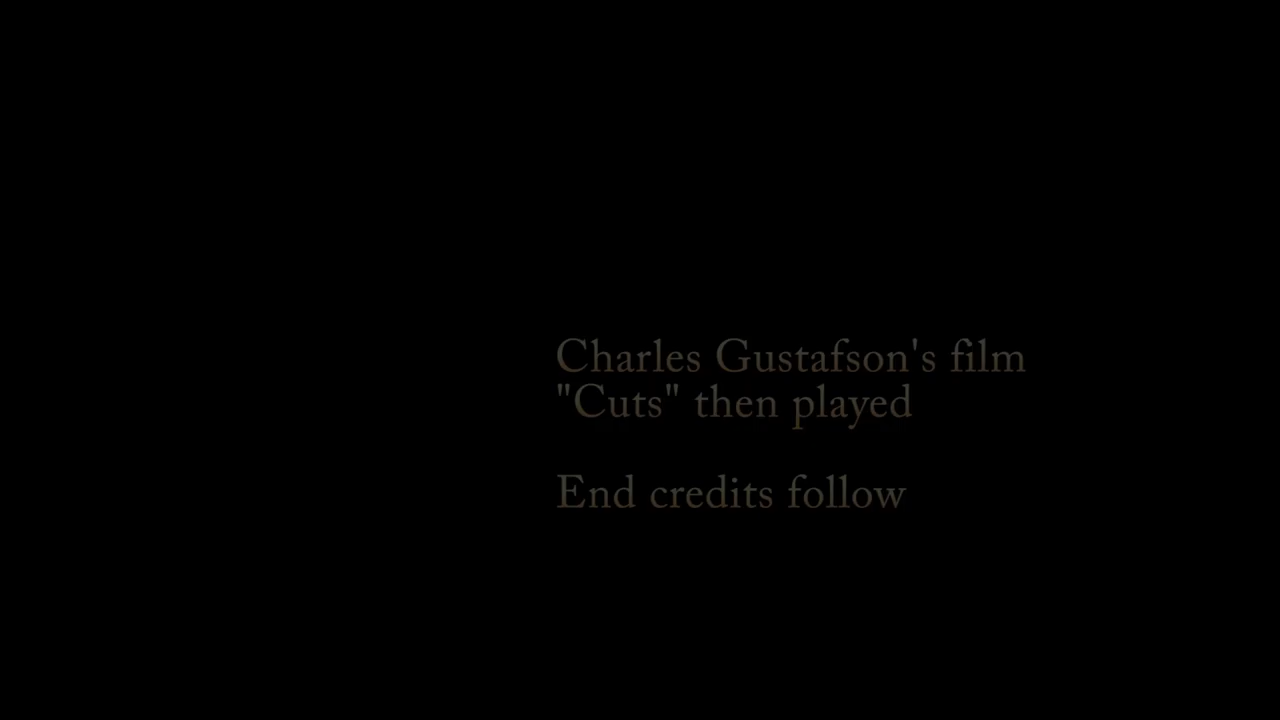 Charles Gustafson's film
"Cuts" then played
End credits follow